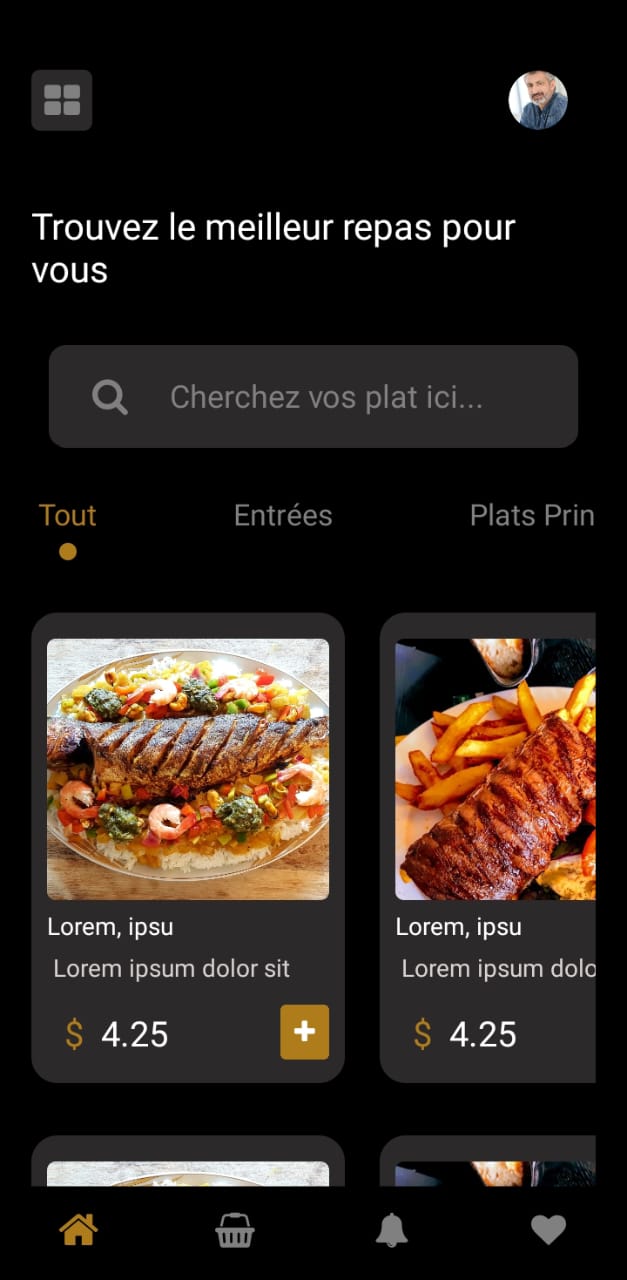 Trouvez le meilleur repas pour
vous
Cherchez vos plat ici...
Tout Entrées Plats Prin
Lorem, ipsu Lorem, ipsu
Lorem ipsum dolor sit Lorem ipsum dolo
$ 4.25 + $ 4.25